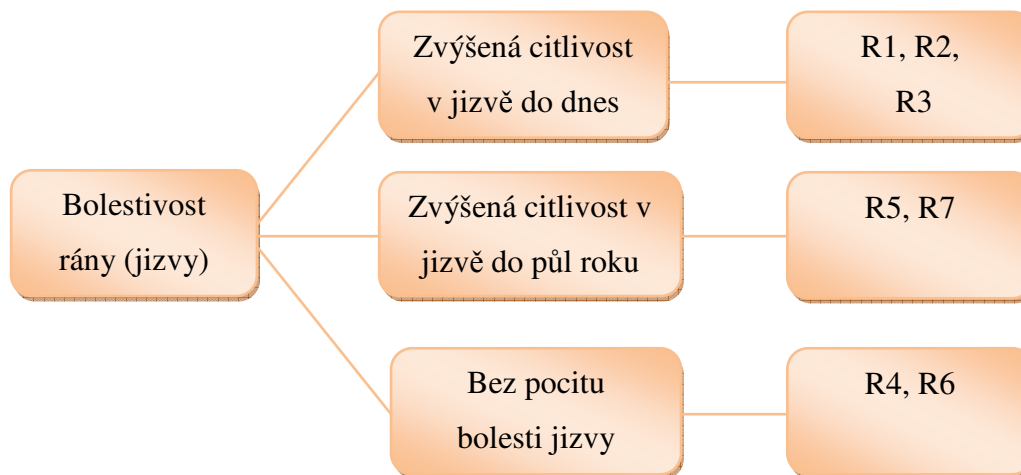 Zvýšená citlivost
v jizvě do dnes
R1, R2,
R3
Bolestivost
rány (jizvy)
Zvýšená citlivost v
jizvě do půl roku
R5, R7
Bez pocitu
bolesti jizvy
R4, R6